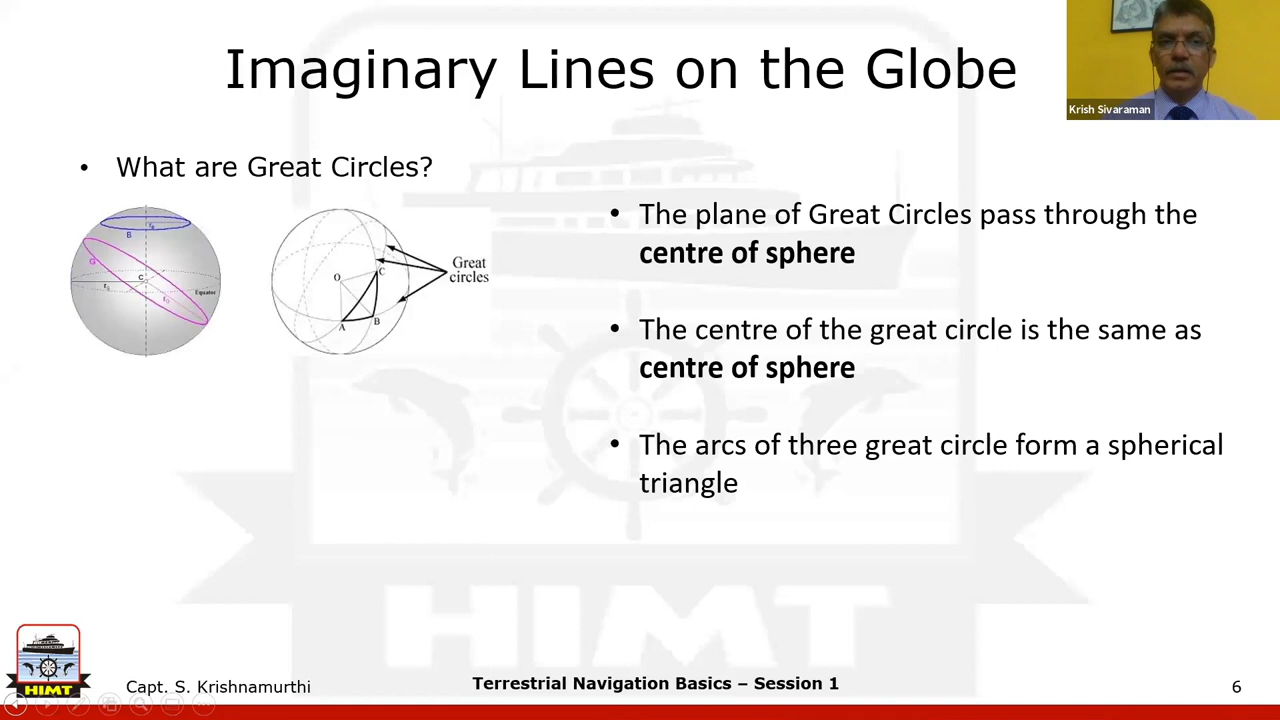 Imaginary Lines on the Globe
Krish Sivaraman
• What are Great Circles?
B
G
C
Equator
O
C
A
B
Great
circles
• The plane of Great Circles pass through the
centre of sphere
• The centre of the great circle is the same as
centre of sphere
• The arcs of three great circle form a spherical
triangle
HIMT
HIMT
Capt. S. Krishnamurthi
Terrestrial Navigation Basics – Session 1
6